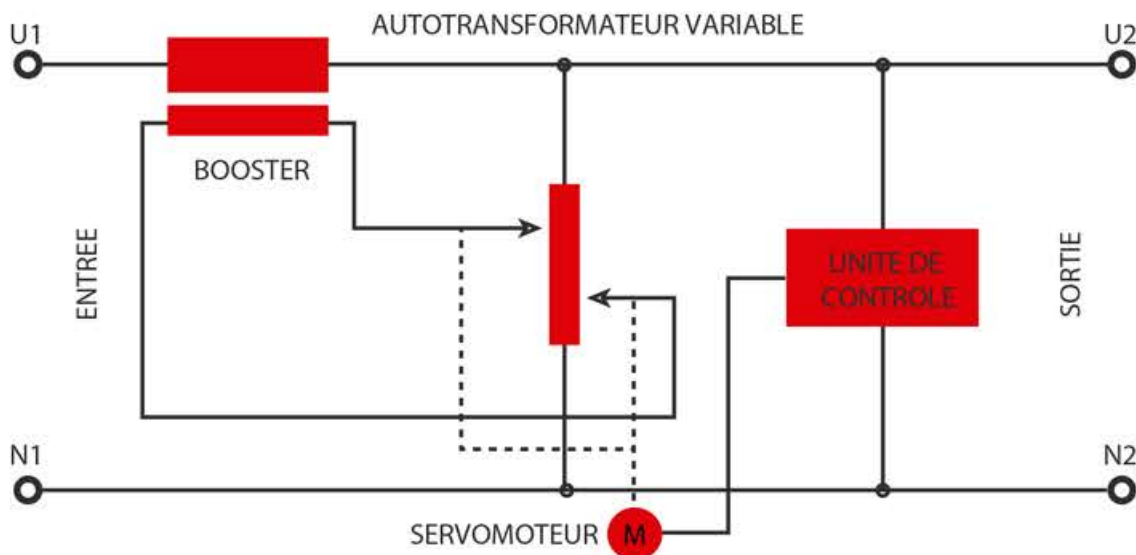 AUTOTRANSFORMATEUR VARIABLE
U1
U2
BOOSTER
ENTREE
UNITE DE
CONTROLE
SORTIE
N1
N2
SERVOMOTEUR
M